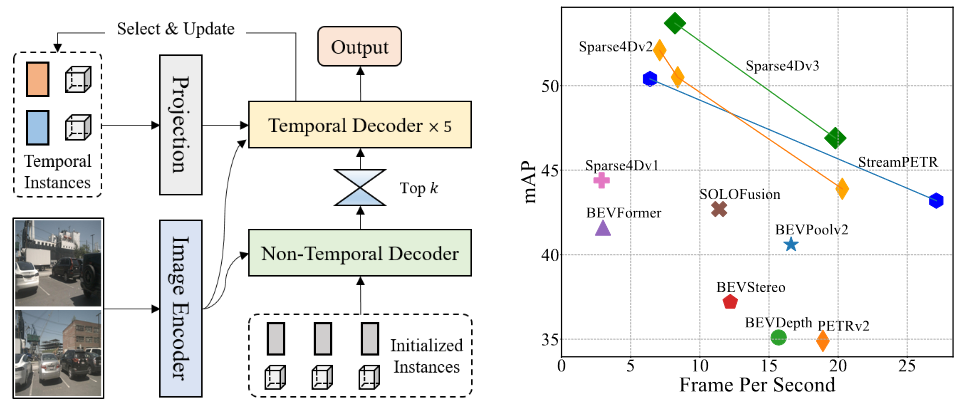 Select & Update
Output
Projection
Temporal Decoder × 5
Temporal
Instances
Top k
Image Encoder
Non-Temporal Decoder
Initialized
Instances
mAP
50
45
40
35
Sparse4Dv2
Sparse4Dv3
StreamPETR
Sparse4Dv1
SOLOFusion
BEVFormer
BEVPoolv2
BEVStereo
BEVDepth
PETRv2
0
5
10
15
20
25
Frame Per Second